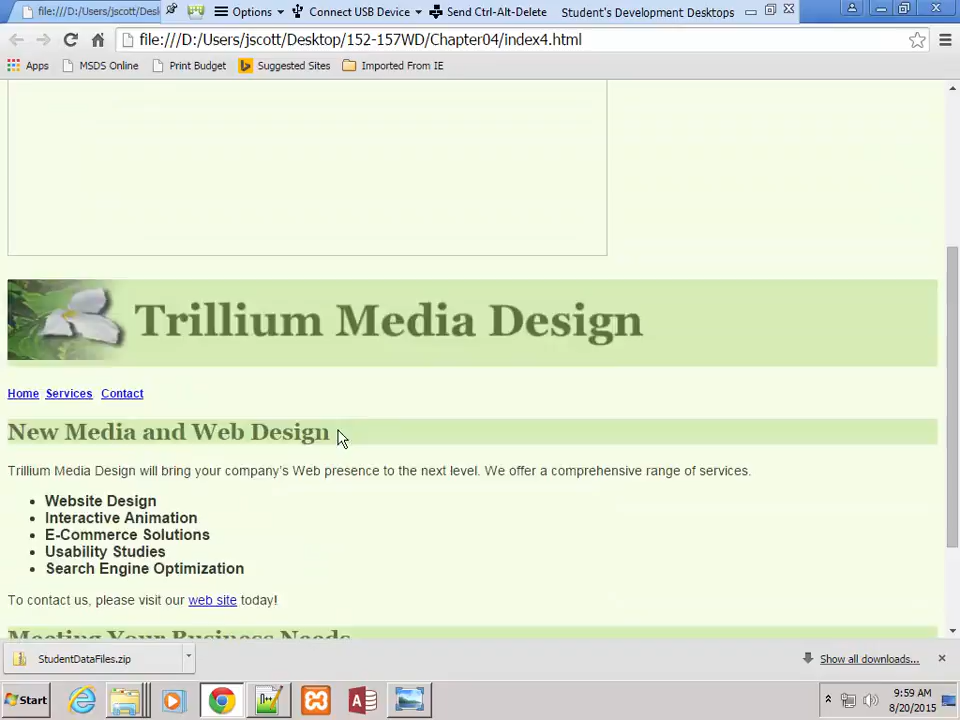 file:///D:/Users/jscott/Desk
Options
Connect USB Device
Send Ctrl-Alt-Delete
Student's Development Desktops
file:///D:/Users/jscott/Desktop/152-157WD/Chapter04/index4.html
Apps
MSDS Online
Print Budget
Suggested Sites
Imported From IE
Trillium Media Design
Home Services Contact
New Media and Web Design
Trillium Media Design will bring your company's Web presence to the next level. We offer a comprehensive range of services.
• Website Design
• Interactive Animation
• E-Commerce Solutions
• Usability Studies
• Search Engine Optimization
To contact us, please visit our web site today!
Meeting Your Business Needs
StudentDataFiles.zip
Show all downloads...
Start
9:59 AM
8/20/2015